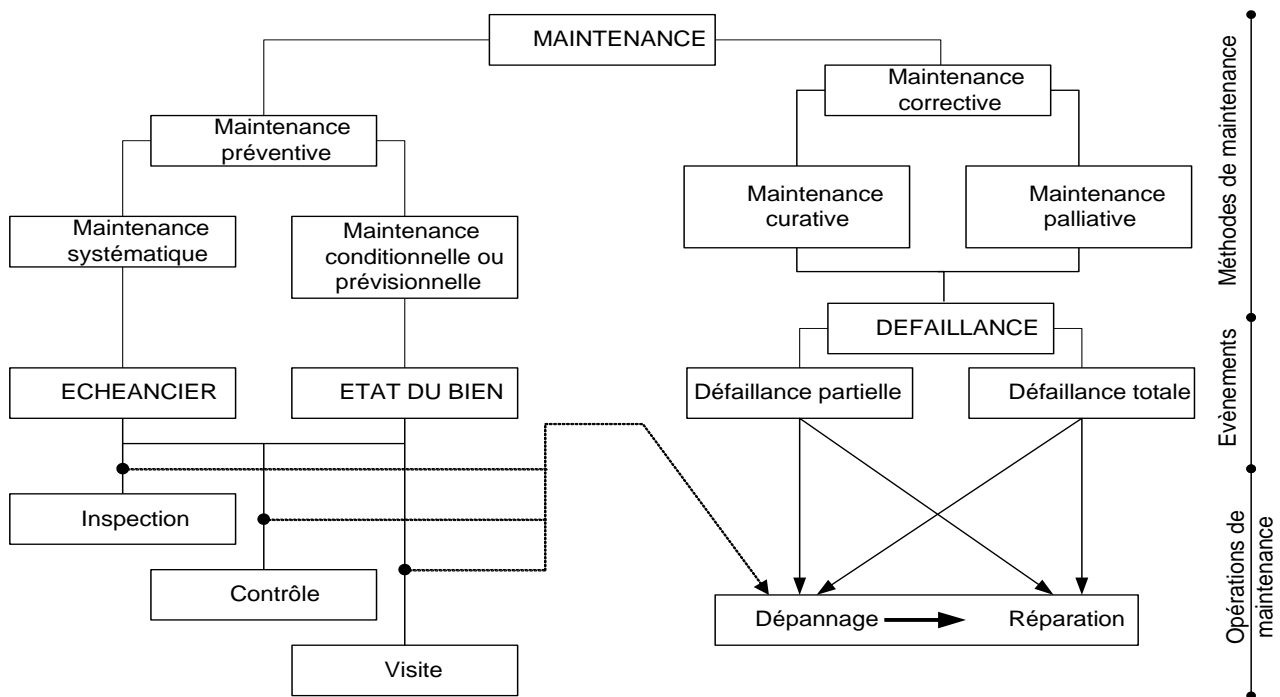 MAINTENANCE
Maintenance
corrective
Maintenance
préventive
Maintenance
curative
Maintenance
palliative
Maintenance
systématique
Maintenance
conditionnelle ou
prévisionnelle
DEFAILLANCE
ECHEANCIER
ETAT DU BIEN
Défaillance partielle
Défaillance totale
Inspection
Contrôle
Visite
Dépannage
Réparation
Méthodes de maintenance
Evènements
Opérations de
maintenance